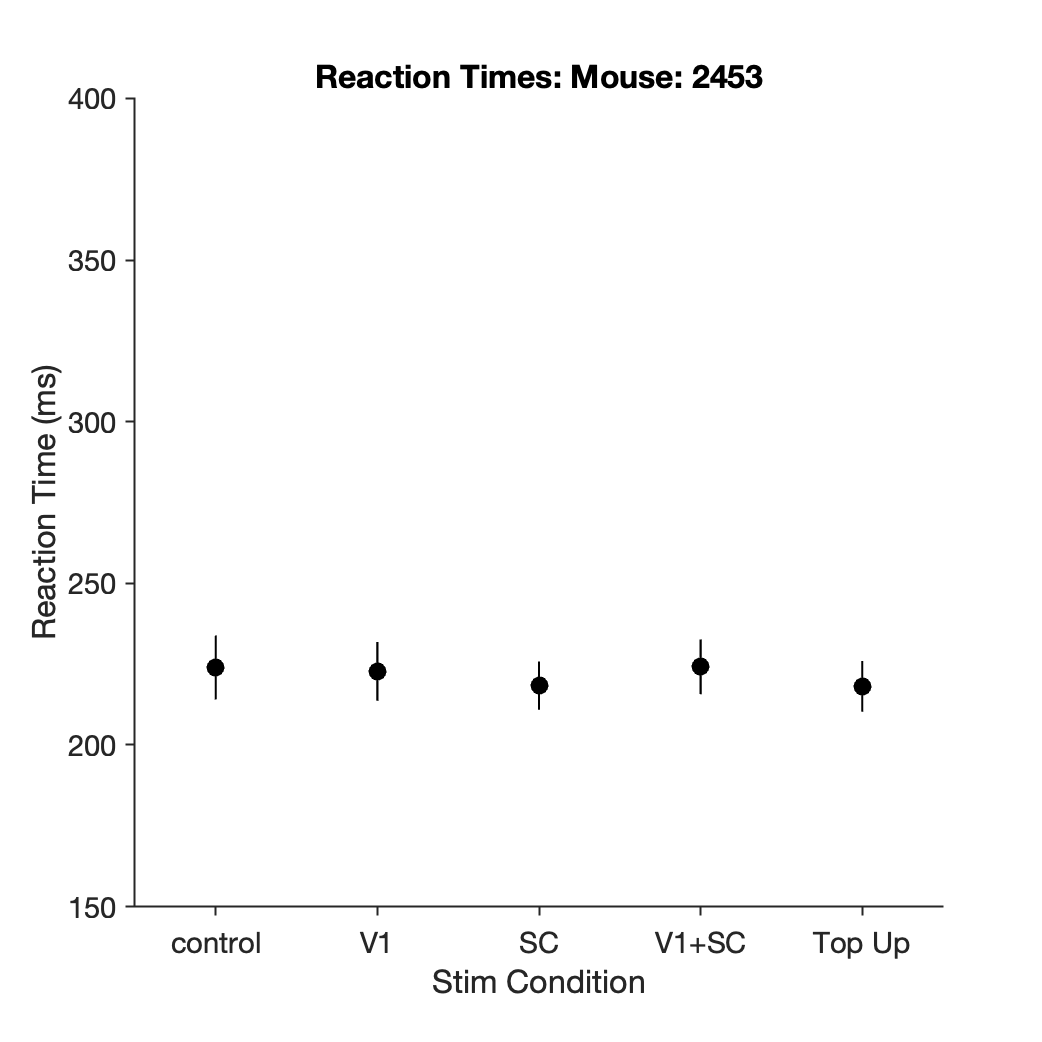 Reaction Times: Mouse: 2453
400
350
300
250
200
150
Reaction Time (ms)
control V1 SC V1+SC Top Up
Stim Condition